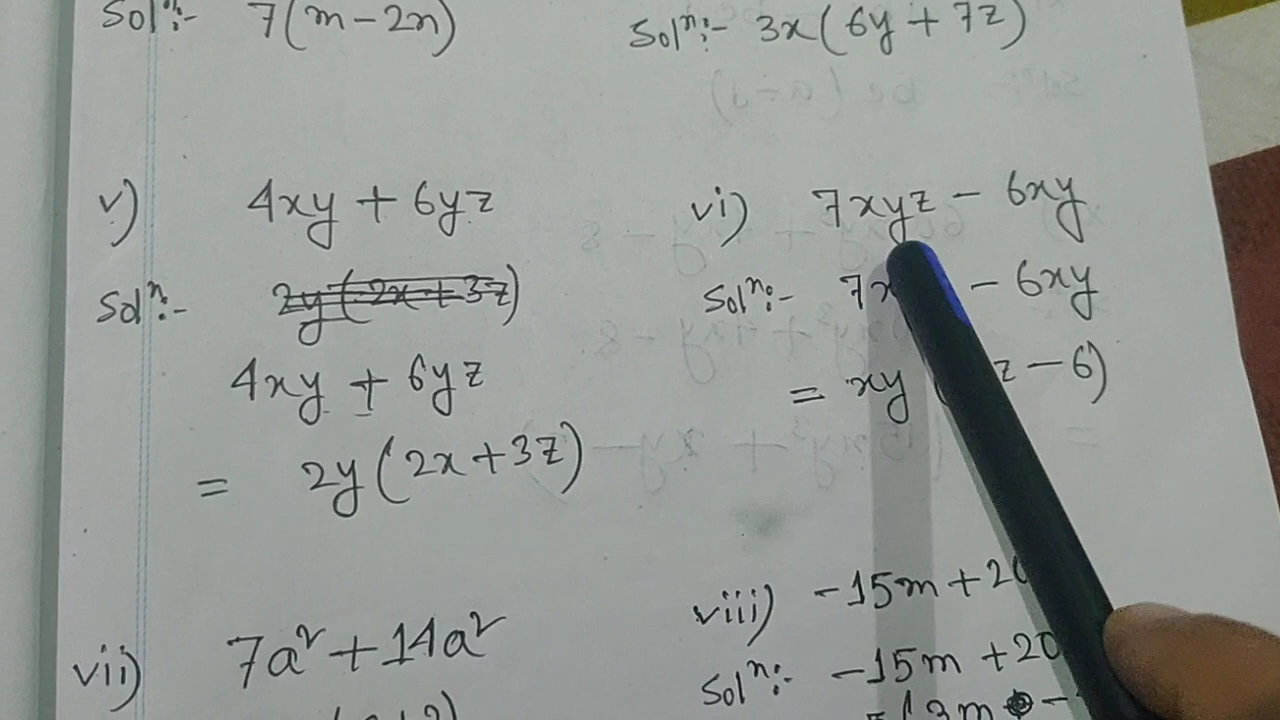 Solⁿ:- 7(m - 2n)
Solⁿ:- 3x(6y + 7z)
v) 4xy + 6yz
Solⁿ:- 2y(2x+3z)
4xy + 6yz
= 2y(2x+3z)
vi) 7xyz - 6xy
Solⁿ:- 7x - 6xy
= xy z - 6)
vii) 7a² + 14a²
viii) -15m + 20
Solⁿ:- -15m + 20